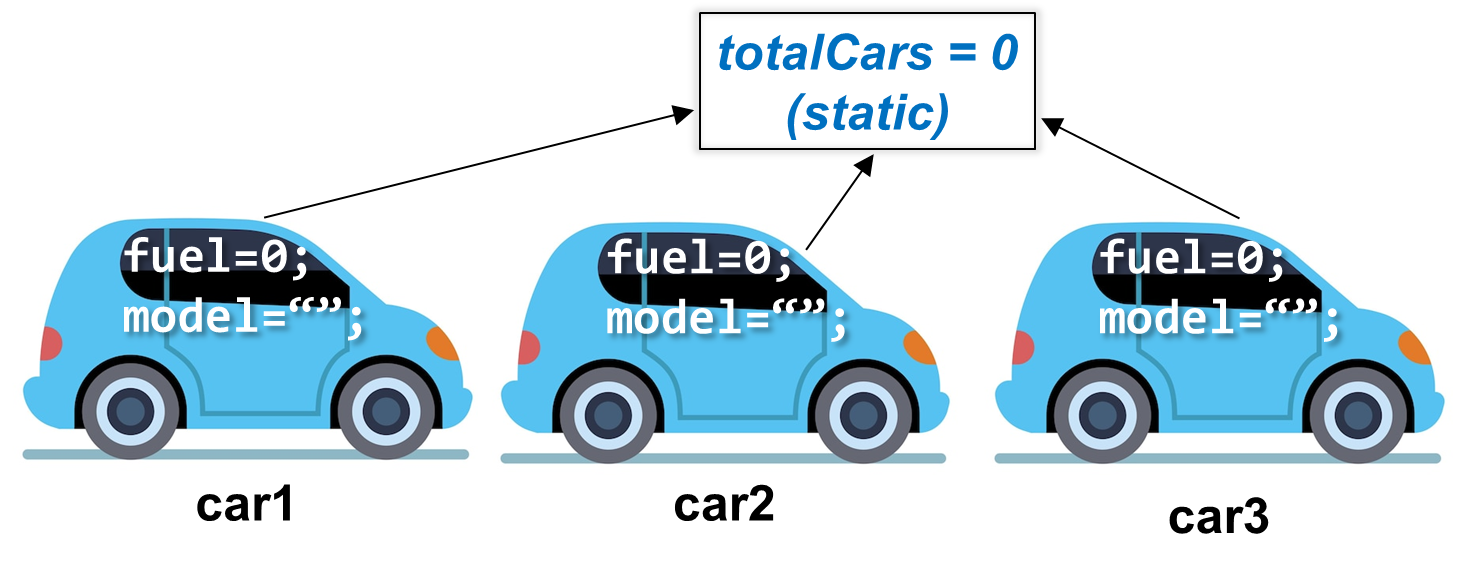 totalCars = 0
(static)
fuel=0;
model=“”;
fuel=0;
model=“”;
fuel=0;
model=“”;
car1
car2
car3